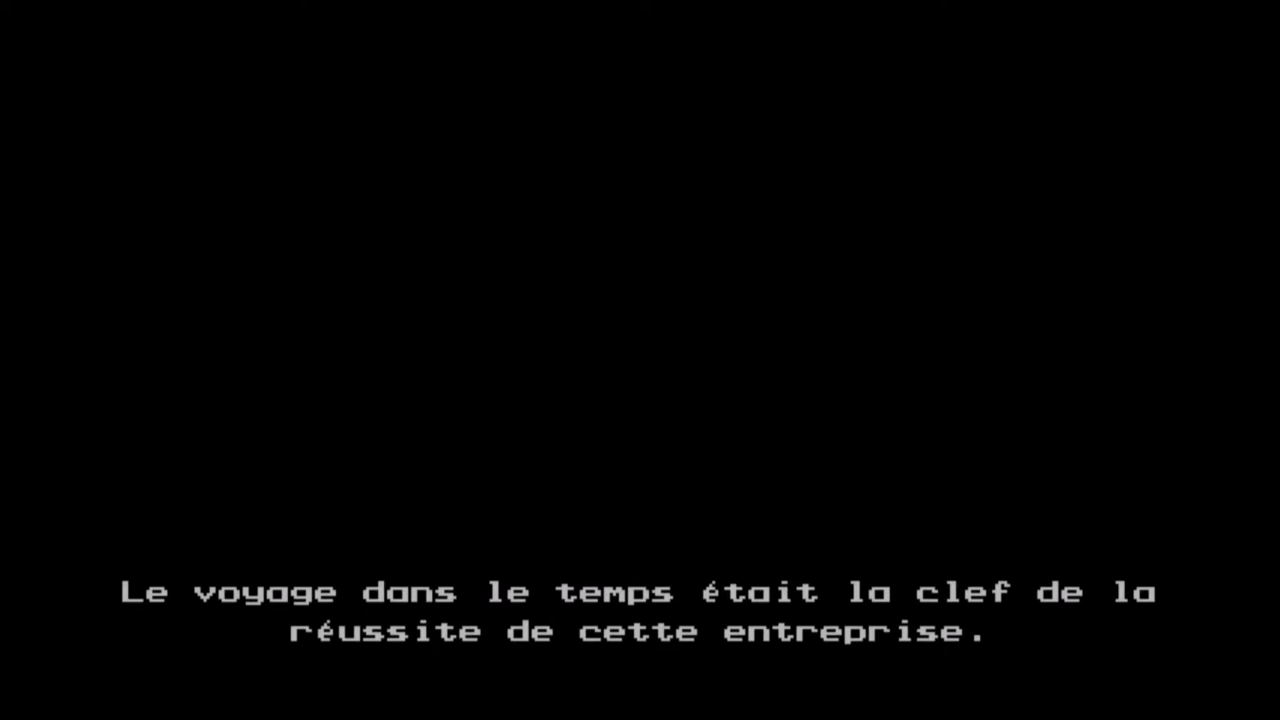 Le voyage dans le temps était la clef de la
réussite de cette entreprise.